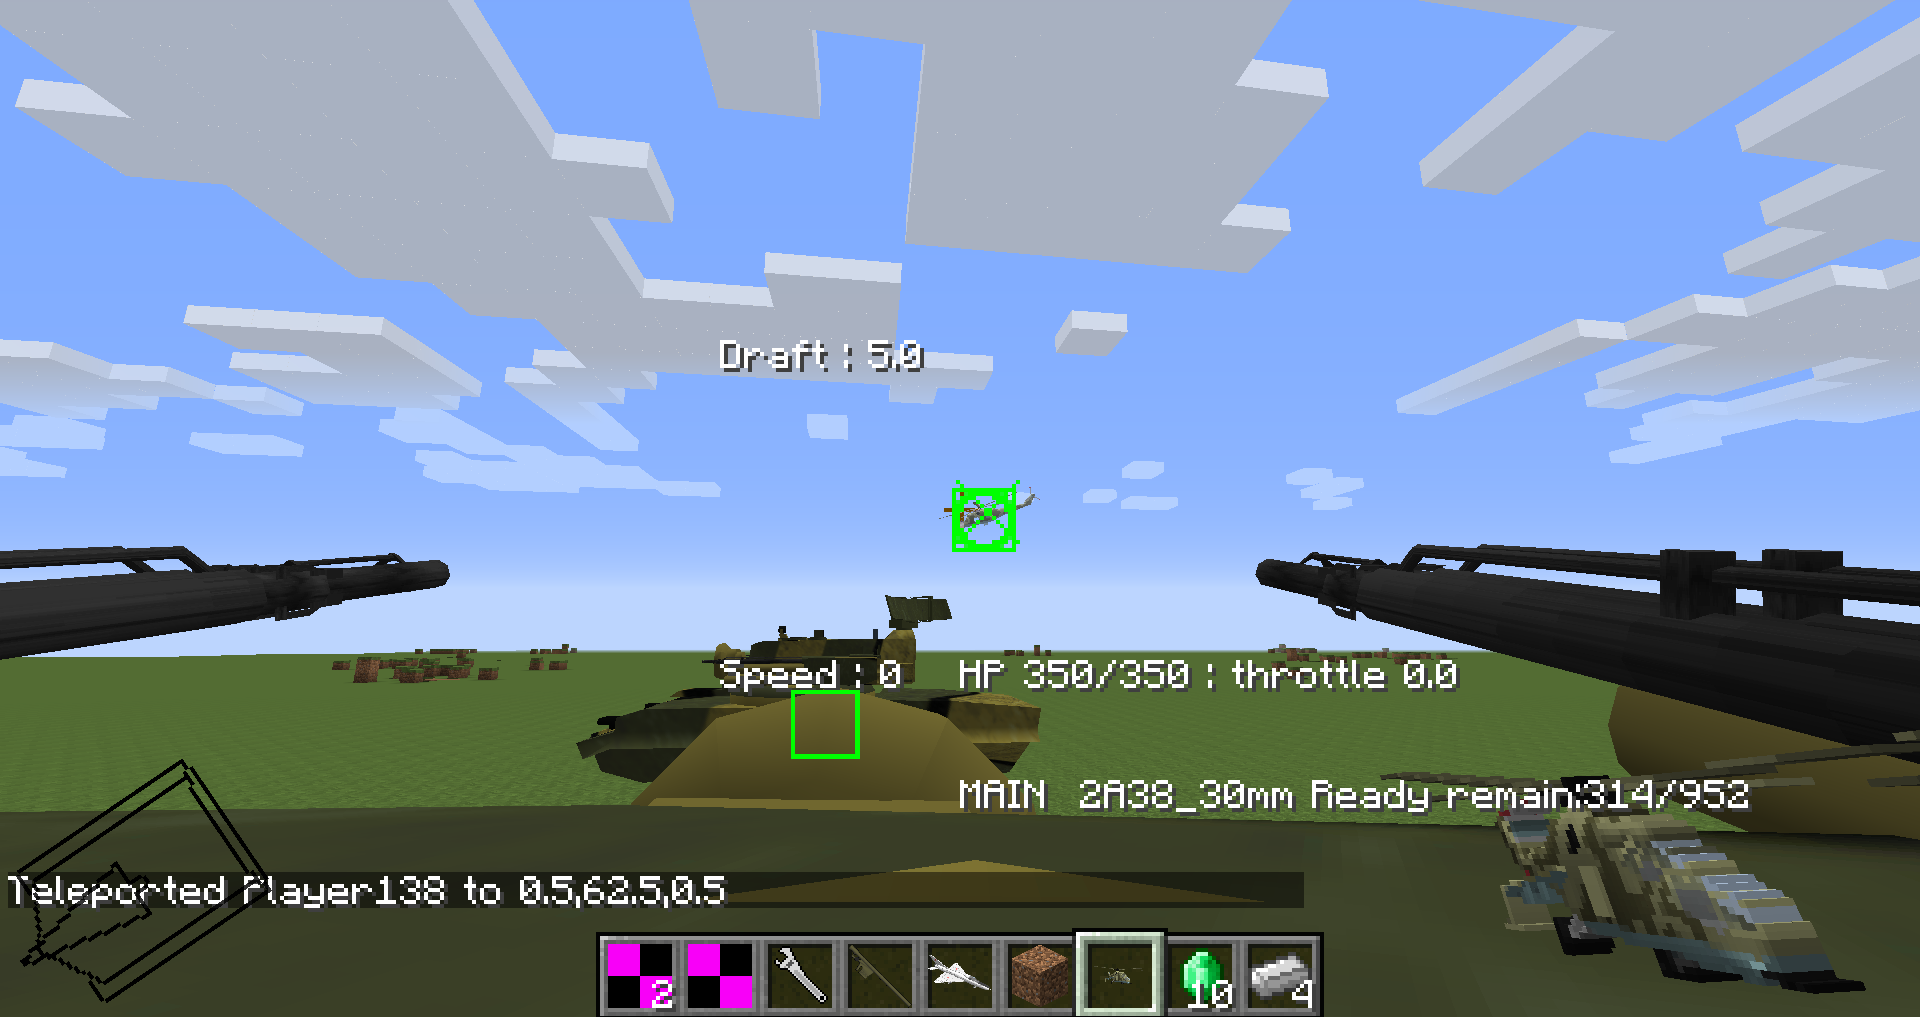 Draft : 5.0
Speed : 0 HP 350/350 : throttle 0.0
MAIN 2A38_30mm Ready remain:314/952
Teleported Player138 to 0.5,62.5,0.5
2 10 4